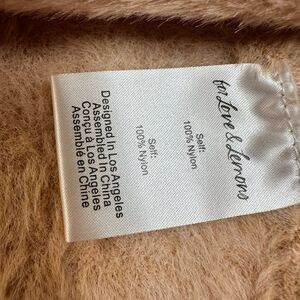 for Love & Lemons
Self:
100% Nylon
Self:
100% Nylon
Designed In Los Angeles
Assembled In China
Conçu à Los Angeles
Assemblé en Chine